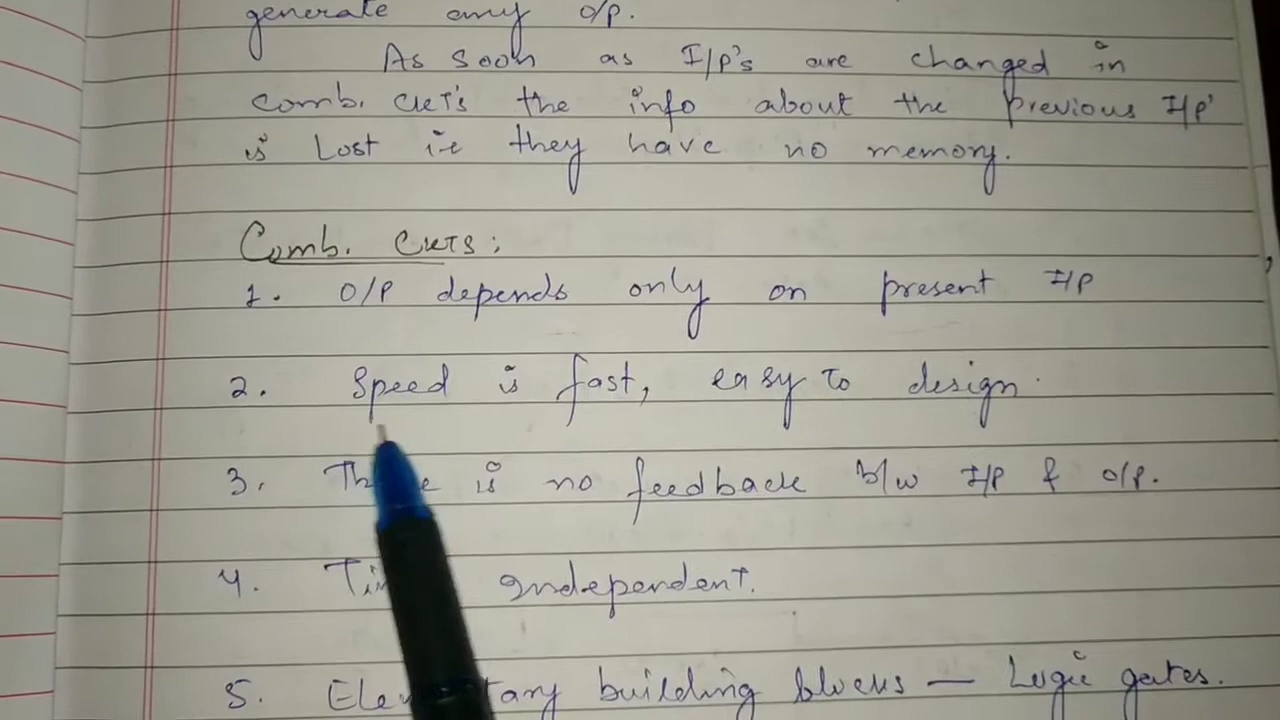 generate any O/P.
As soon as I/P's are changed in
comb. CKT's the info about the previous I/P'
is Lost i.e they have no memory.
Comb. CKTS:
1. O/P depends only on present I/P
2. Speed is fast, easy to design.
3. is no feedback b/w I/P & O/P.
4. independent.
5. building blocks — Logic gates.